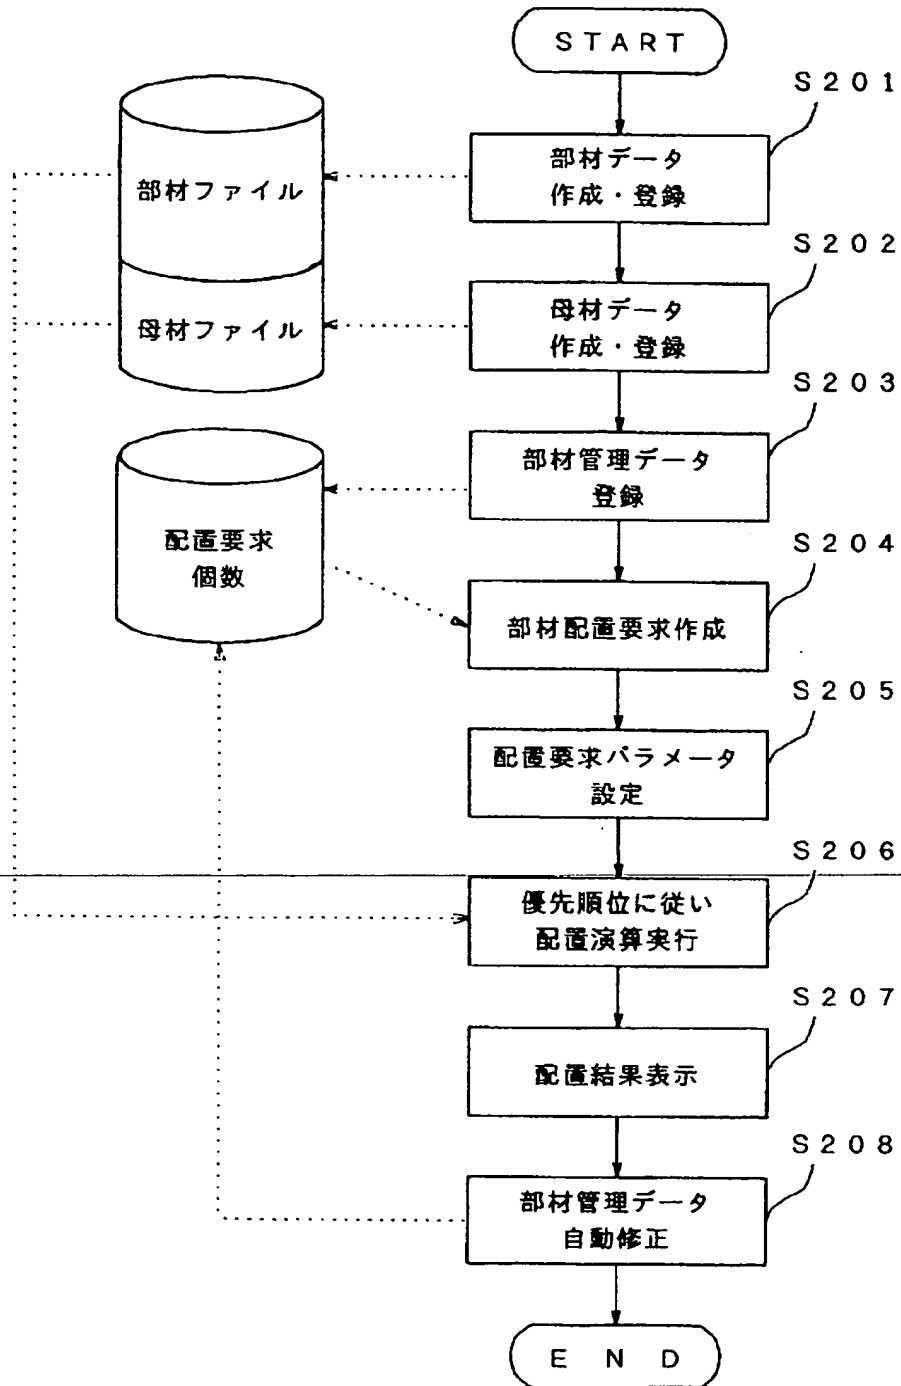 START
S201
部材データ
作成・登録
部材ファイル
S202
母材データ
作成・登録
母材ファイル
S203
部材管理データ
登録
配置要求
個数
S204
部材配置要求作成
S205
配置要求パラメータ
設定
S206
優先順位に従い
配置演算実行
S207
配置結果表示
S208
部材管理データ
自動修正
END